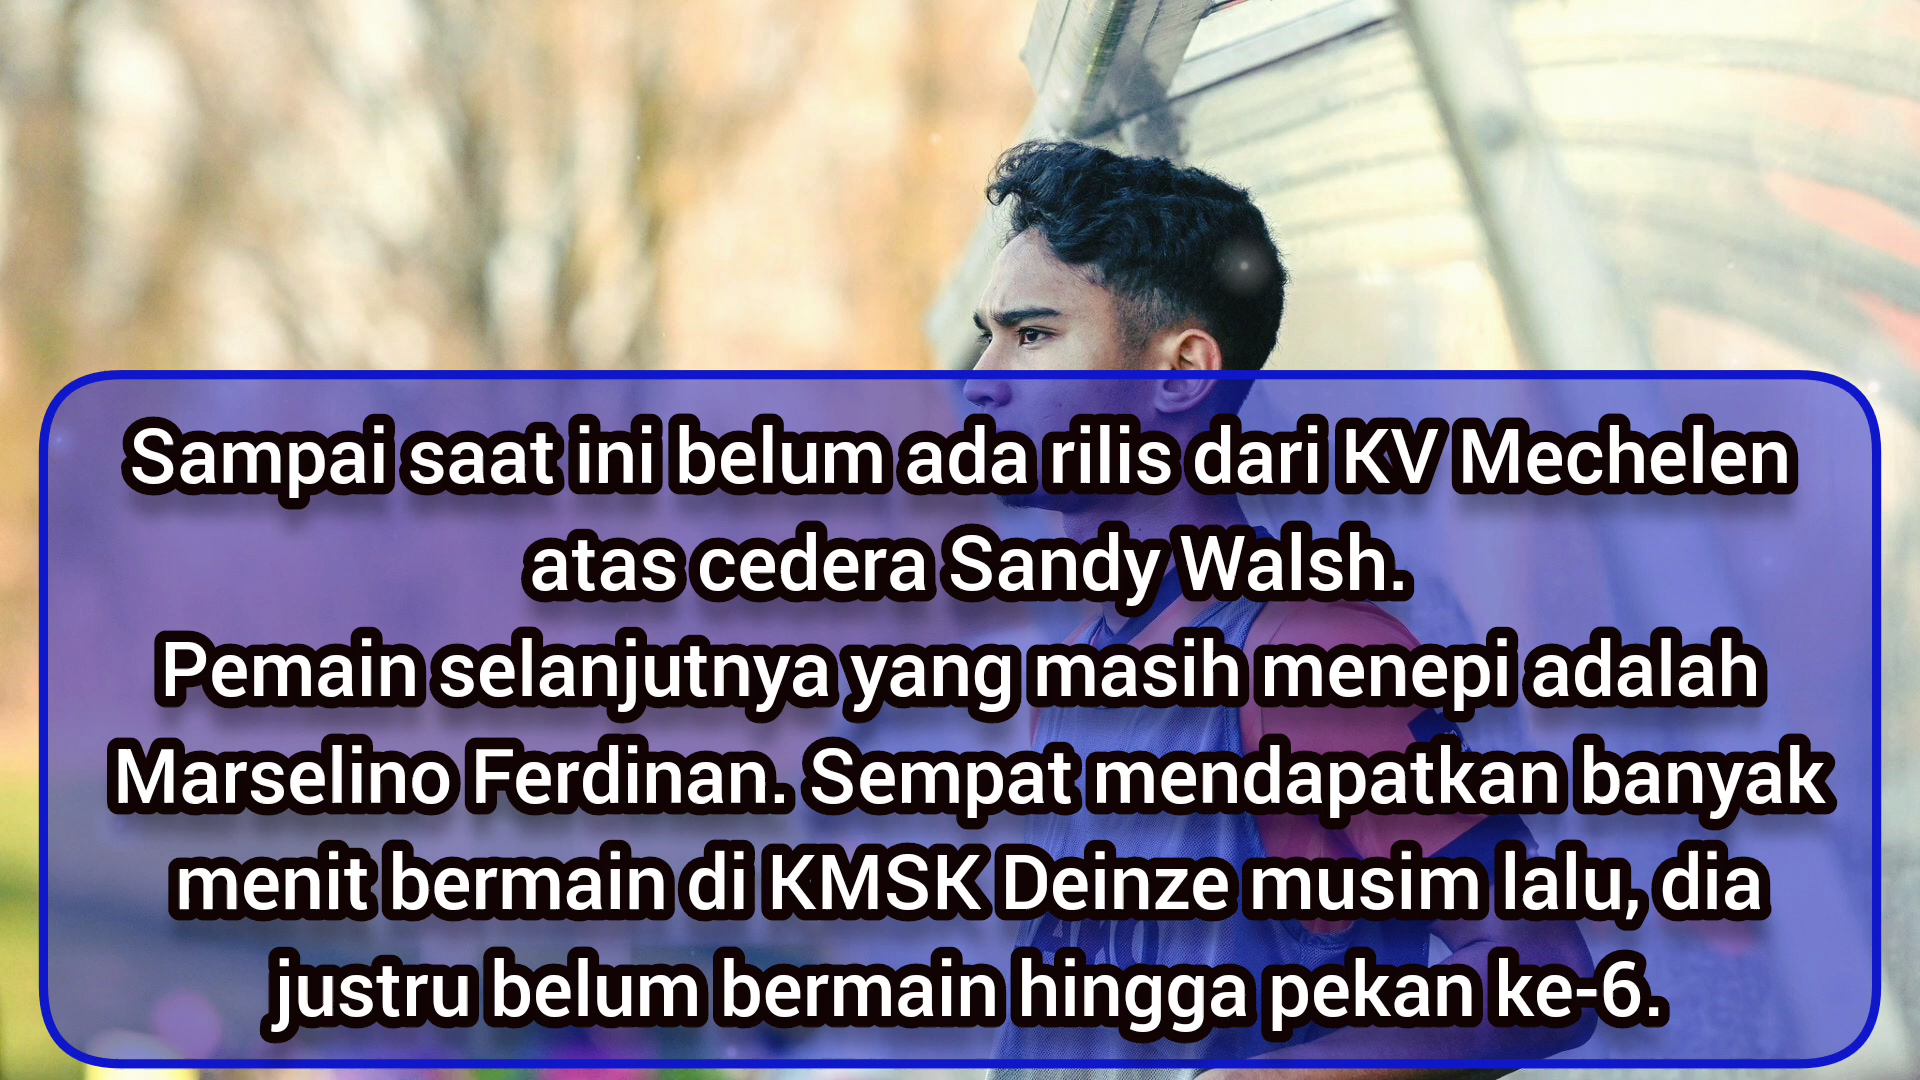 Sampai saat ini belum ada rilis dari KV Mechelen
atas cedera Sandy Walsh.
Pemain selanjutnya yang masih menepi adalah
Marselino Ferdinan. Sempat mendapatkan banyak
menit bermain di KMSK Deinze musim lalu, dia
justru belum bermain hingga pekan ke-6.